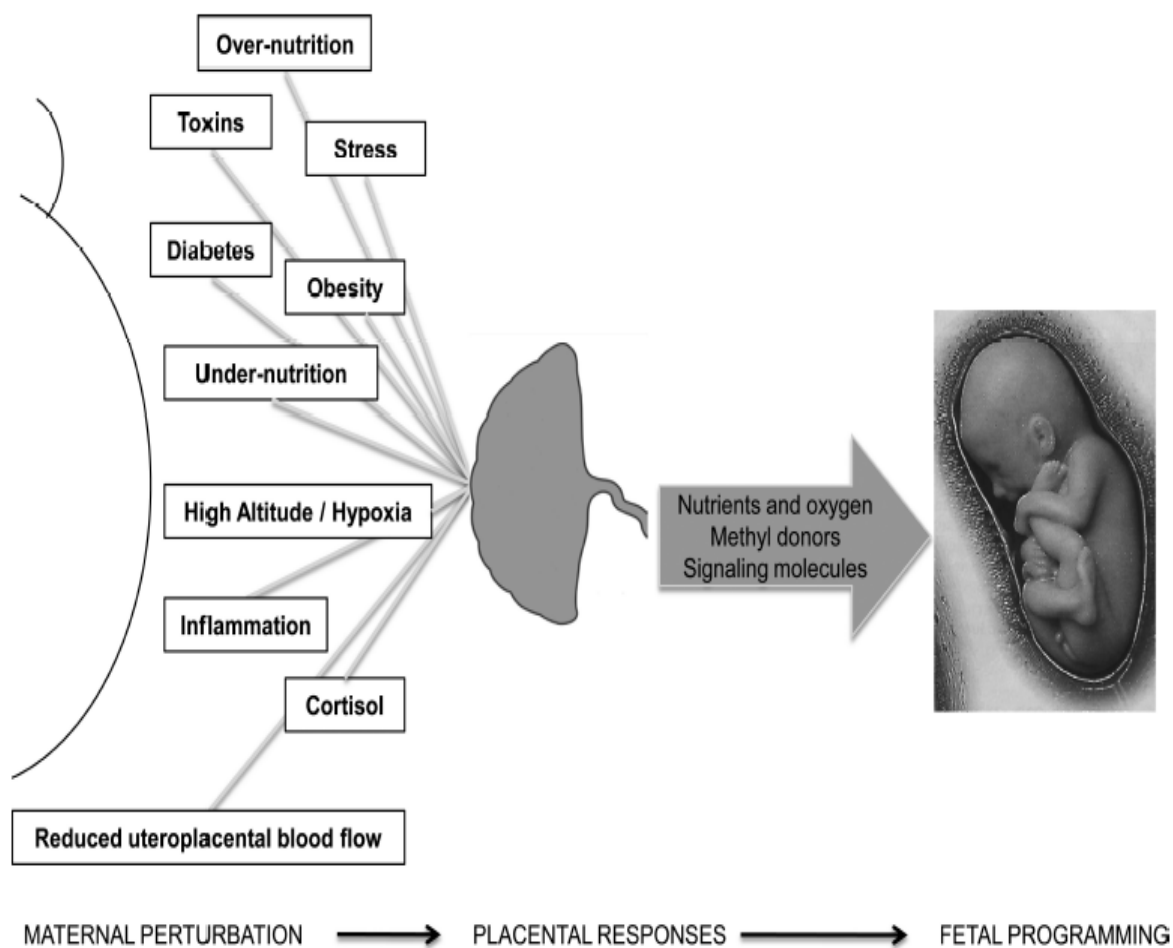 Over-nutrition
Toxins
Stress
Diabetes
Obesity
Under-nutrition
High Altitude / Hypoxia
Inflammation
Cortisol
Reduced uteroplacental blood flow
Nutrients and oxygen
Methyl donors
Signaling molecules
MATERNAL PERTURBATION
PLACENTAL RESPONSES
FETAL PROGRAMMING